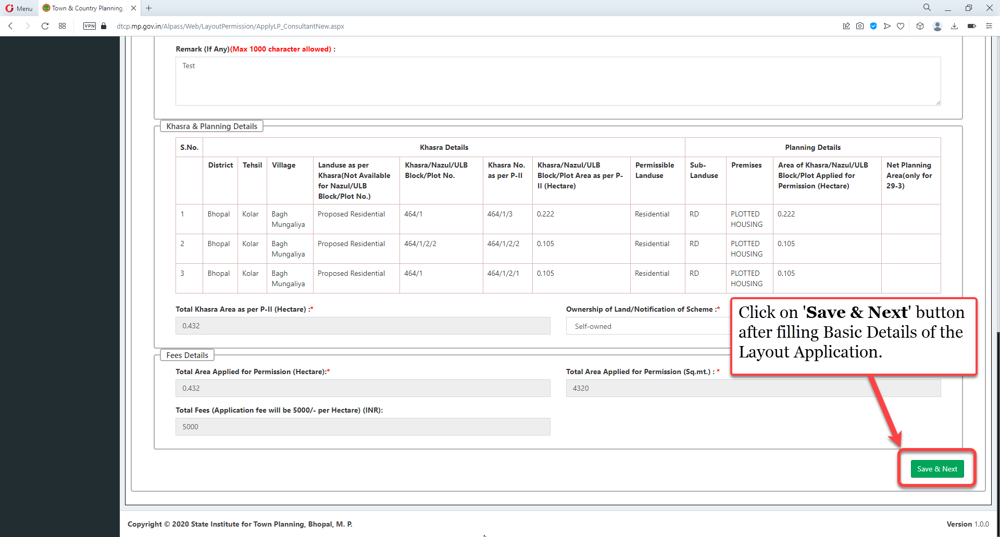 Menu
Town & Country Planning,
VPN
dtcp.mp.gov.in/Alpass/Web/LayoutPermission/ApplyLP_ConsultantNew.aspx
Remark (If Any)(Max 1000 character allowed) :
Test
Khasra & Planning Details
S.No. Khasra Details Planning Details
District Tehsil Village Landuse as per Khasra(Not Available for Nazul/ULB Block/Plot No.) Khasra/Nazul/ULB Block/Plot No. Khasra No. as per P-II Khasra/Nazul/ULB Block/Plot Area as per P-II (Hectare) Permissible Landuse Sub-Landuse Premises Area of Khasra/Nazul/ULB Block/Plot Applied for Permission (Hectare) Net Planning Area(only for 29-3)
1 Bhopal Kolar Bagh Mungaliya Proposed Residential 464/1 464/1/3 0.222 Residential RD PLOTTED HOUSING 0.222
2 Bhopal Kolar Bagh Mungaliya Proposed Residential 464/1/2/2 464/1/2/2 0.105 Residential RD PLOTTED HOUSING 0.105
3 Bhopal Kolar Bagh Mungaliya Proposed Residential 464/1 464/1/2/1 0.105 Residential RD PLOTTED HOUSING 0.105
Total Khasra Area as per P-II (Hectare) :*
0.432
Ownership of Land/Notification of Scheme :*
Self-owned
Click on 'Save & Next' button
after filling Basic Details of the
Layout Application.
Fees Details
Total Area Applied for Permission (Hectare):*
0.432
Total Area Applied for Permission (Sq.mt.) : *
4320
Total Fees (Application fee will be 5000/- per Hectare) (INR):
5000
Save & Next
Copyright © 2020 State Institute for Town Planning, Bhopal, M. P.
Version 1.0.0